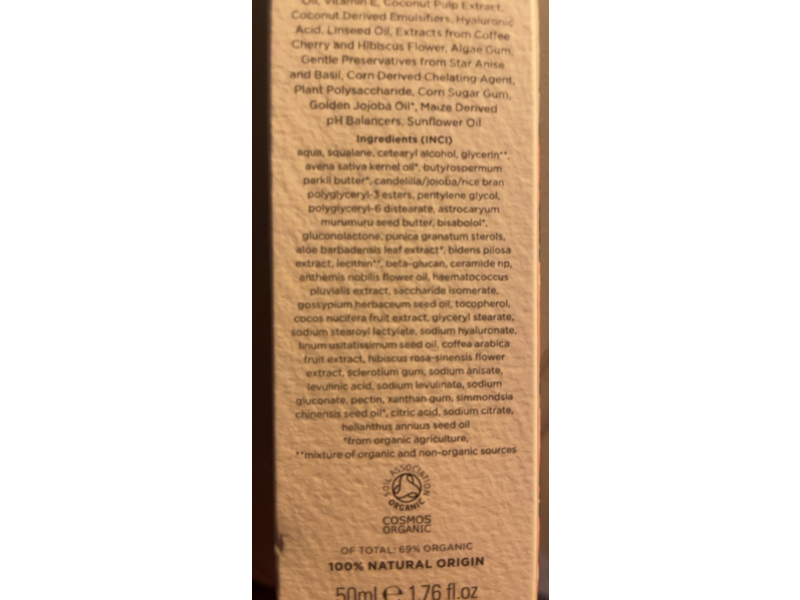 Oil, Vitamin E, Coconut Pulp Extract,
Coconut Derived Emulsifiers, Hyaluronic
Acid, Linseed Oil, Extracts from Coffee
Cherry and Hibiscus Flower, Algae Gum,
Gentle Preservatives from Star Anise
and Basil, Corn Derived Chelating Agent,
Plant Polysaccharide, Corn Sugar Gum,
Golden Jojoba Oil*, Maize Derived
pH Balancers, Sunflower Oil
Ingredients (INCI)
aqua, squalane, cetearyl alcohol, glycerin**,
avena sativa kernel oil*, butyrospermum
parkii butter*, candelilla/jojoba/rice bran
polyglyceryl-3 esters, pentylene glycol,
polyglyceryl-6 distearate, astrocaryum
murumuru seed butter, bisabolol*,
gluconolactone, punica granatum sterols,
aloe barbadensis leaf extract*, bidens pilosa
extract, lecithin**, beta-glucan, ceramide np,
anthemis nobilis flower oil, haematococcus
pluvialis extract, saccharide isomerate,
gossypium herbaceum seed oil, tocopherol,
cocos nucifera fruit extract, glyceryl stearate,
sodium stearoyl lactylate, sodium hyaluronate,
linum usitatissimum seed oil, coffea arabica
fruit extract, hibiscus rosa-sinensis flower
extract, sclerotium gum, sodium anisate,
levulinic acid, sodium levulinate, sodium
gluconate, pectin, xanthan gum, simmondsia
chinensis seed oil*, citric acid, sodium citrate,
helianthus annuus seed oil
*from organic agriculture,
**mixture of organic and non-organic sources
SOIL ASSOCIATION
ORGANIC
COSMOS
ORGANIC
OF TOTAL: 69% ORGANIC
100% NATURAL ORIGIN
50ml ℮ 1.76 fl.oz